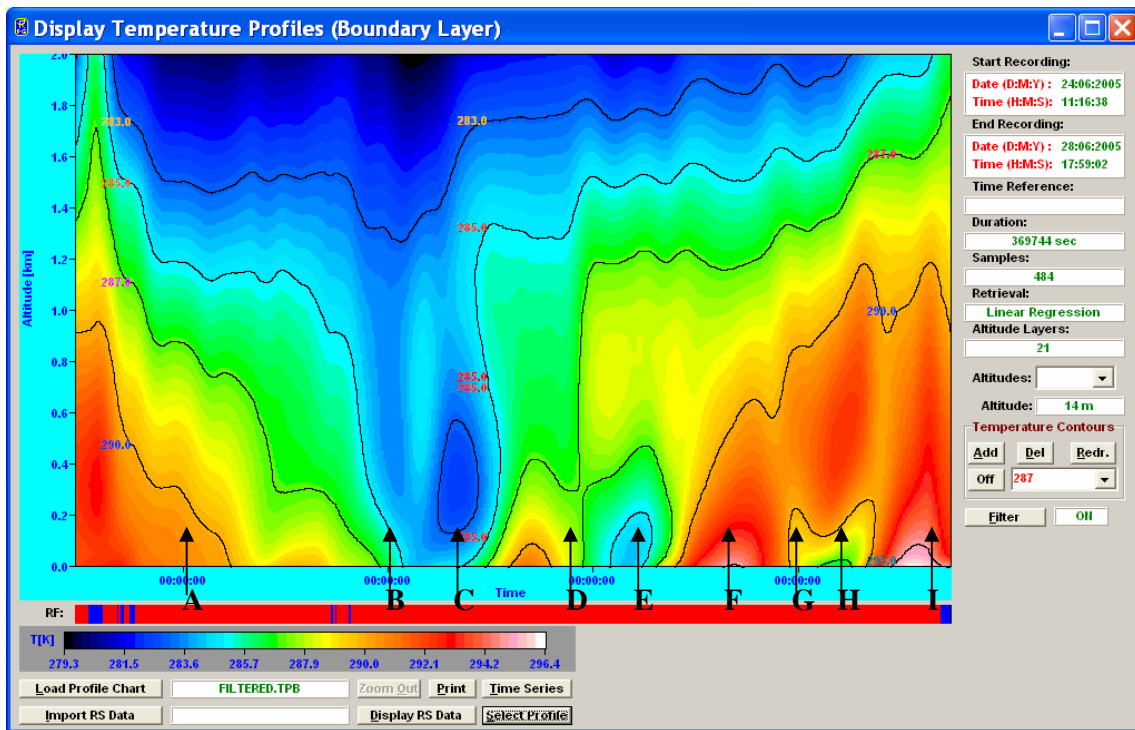 Display Temperature Profiles (Boundary Layer)
2.0
1.8
1.6
1.4
1.2
1.0
0.8
0.6
0.4
0.2
0.0
Altitude [km]
283.0
283.0
285.0
285.0
287.0
287.0
290.0
290.0
285.0
285.0
285.0
295.0
00:00:00
00:00:00
00:00:00
00:00:00
Time
A
B
C
D
E
F
G
H
I
RF:
T[K]
279.3 281.5 283.6 285.7 287.9 290.0 292.1 294.2 296.4
Load Profile Chart
FILTERED.TPB
Zoom Out
Print
Time Series
Import RS Data
Display RS Data
Select Profile
Start Recording:
Date (D:M:Y) : 24:06:2005
Time (H:M:S): 11:16:38
End Recording:
Date (D:M:Y) : 28:06:2005
Time (H:M:S): 17:59:02
Time Reference:
Duration:
369744 sec
Samples:
484
Retrieval:
Linear Regression
Altitude Layers:
21
Altitudes:
Altitude: 14 m
Temperature Contours
Add Del Redr.
Off 287
Filter ON